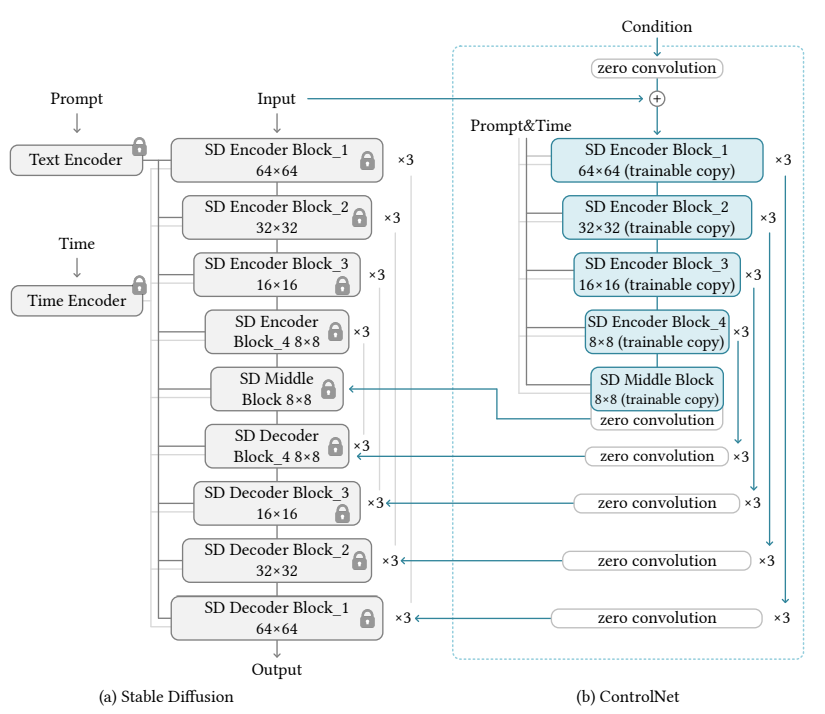 Condition
zero convolution
Prompt
Input
+
Prompt&Time
Text Encoder
SD Encoder Block_1
64×64
×3
SD Encoder Block_1
64×64 (trainable copy)
×3
SD Encoder Block_2
32×32
×3
SD Encoder Block_2
32×32 (trainable copy)
×3
Time
SD Encoder Block_3
16×16
×3
SD Encoder Block_3
16×16 (trainable copy)
×3
Time Encoder
SD Encoder
Block_4 8×8
×3
SD Encoder Block_4
8×8 (trainable copy)
×3
SD Middle
Block 8×8
SD Middle Block
8×8 (trainable copy)
zero convolution
SD Decoder
Block_4 8×8
×3
zero convolution
×3
SD Decoder Block_3
16×16
×3
zero convolution
×3
SD Decoder Block_2
32×32
×3
zero convolution
×3
SD Decoder Block_1
64×64
×3
zero convolution
×3
Output
(a) Stable Diffusion
(b) ControlNet